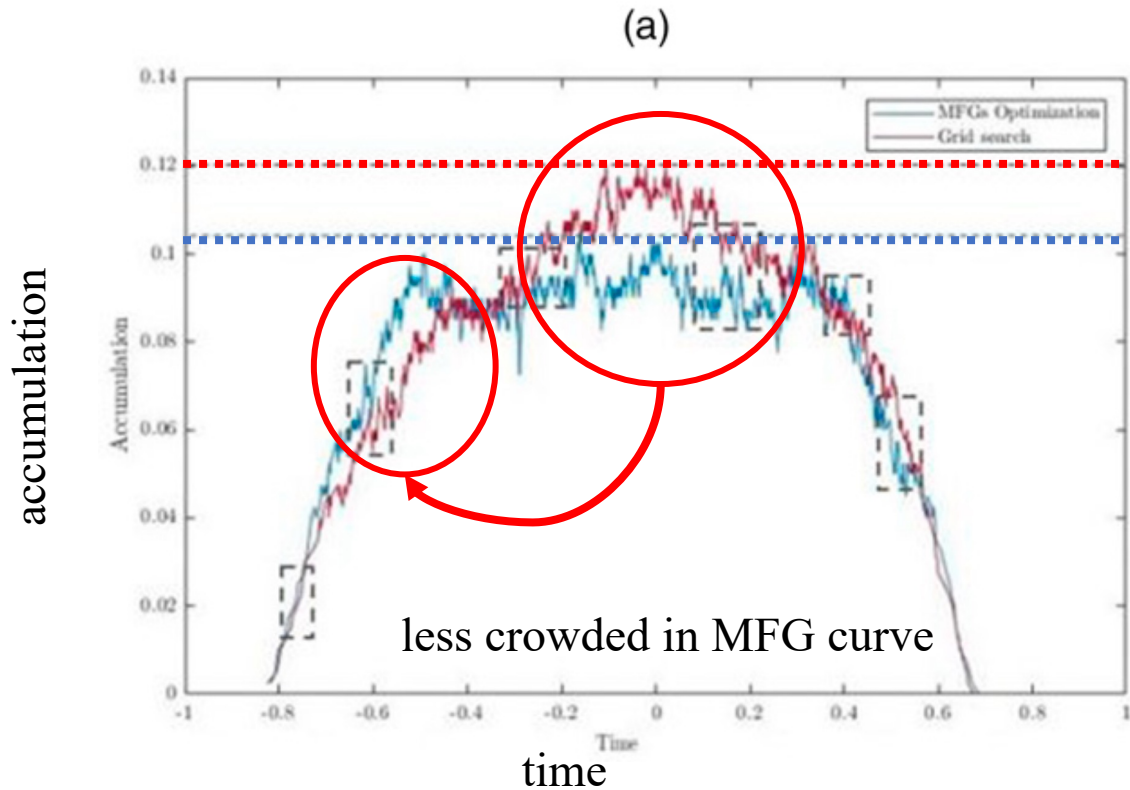 (a)
0.14
0.12
0.1
0.08
0.06
0.04
0.02
0
MFGs Optimization
Grid search
accumulation
Accumulation
less crowded in MFG curve
-1 -0.8 -0.6 -0.4 -0.2 0 0.2 0.4 0.6 0.8 1
Time
time